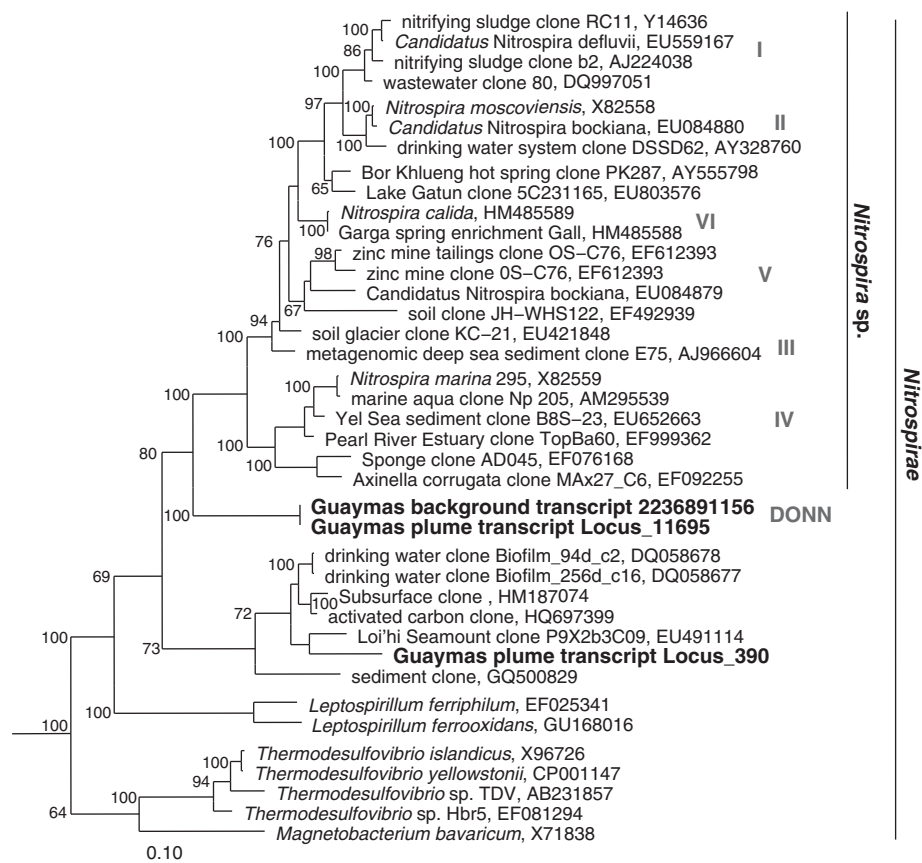 nitrifying sludge clone RC11, Y14636
100
Candidatus Nitrospira defluvii, EU559167
I
86
nitrifying sludge clone b2, AJ224038
100
wastewater clone 80, DQ997051
97
100
Nitrospira moscoviensis, X82558
Candidatus Nitrospira bockiana, EU084880
II
100
100
drinking water system clone DSSD62, AY328760
Bor Khlueng hot spring clone PK287, AY555798
65
Lake Gatun clone 5C231165, EU803576
Nitrospira calida, HM485589
VI
100
Garga spring enrichment Gall, HM485588
76
98
zinc mine tailings clone OS-C76, EF612393
zinc mine clone 0S-C76, EF612393
V
Candidatus Nitrospira bockiana, EU084879
67
soil clone JH-WHS122, EF492939
94
soil glacier clone KC-21, EU421848
100
metagenomic deep sea sediment clone E75, AJ966604
III
Nitrospira marina 295, X82559
100
100
marine aqua clone Np 205, AM295539
Yel Sea sediment clone B8S-23, EU652663
IV
100
Pearl River Estuary clone TopBa60, EF999362
80
100
Sponge clone AD045, EF076168
Axinella corrugata clone MAx27_C6, EF092255
Nitrospira sp.
Nitrospirae
Guaymas background transcript 2236891156
100
DONN
Guaymas plume transcript Locus_11695
100
drinking water clone Biofilm_94d_c2, DQ058678
69
drinking water clone Biofilm_256d_c16, DQ058677
Subsurface clone , HM187074
72
100
activated carbon clone, HQ697399
100
Loi'hi Seamount clone P9X2b3C09, EU491114
73
Guaymas plume transcript Locus_390
sediment clone, GQ500829
100
Leptospirillum ferriphilum, EF025341
100
Leptospirillum ferrooxidans, GU168016
100
Thermodesulfovibrio islandicus, X96726
Thermodesulfovibrio yellowstonii, CP001147
94
Thermodesulfovibrio sp. TDV, AB231857
100
Thermodesulfovibrio sp. Hbr5, EF081294
64
Magnetobacterium bavaricum, X71838
0.10